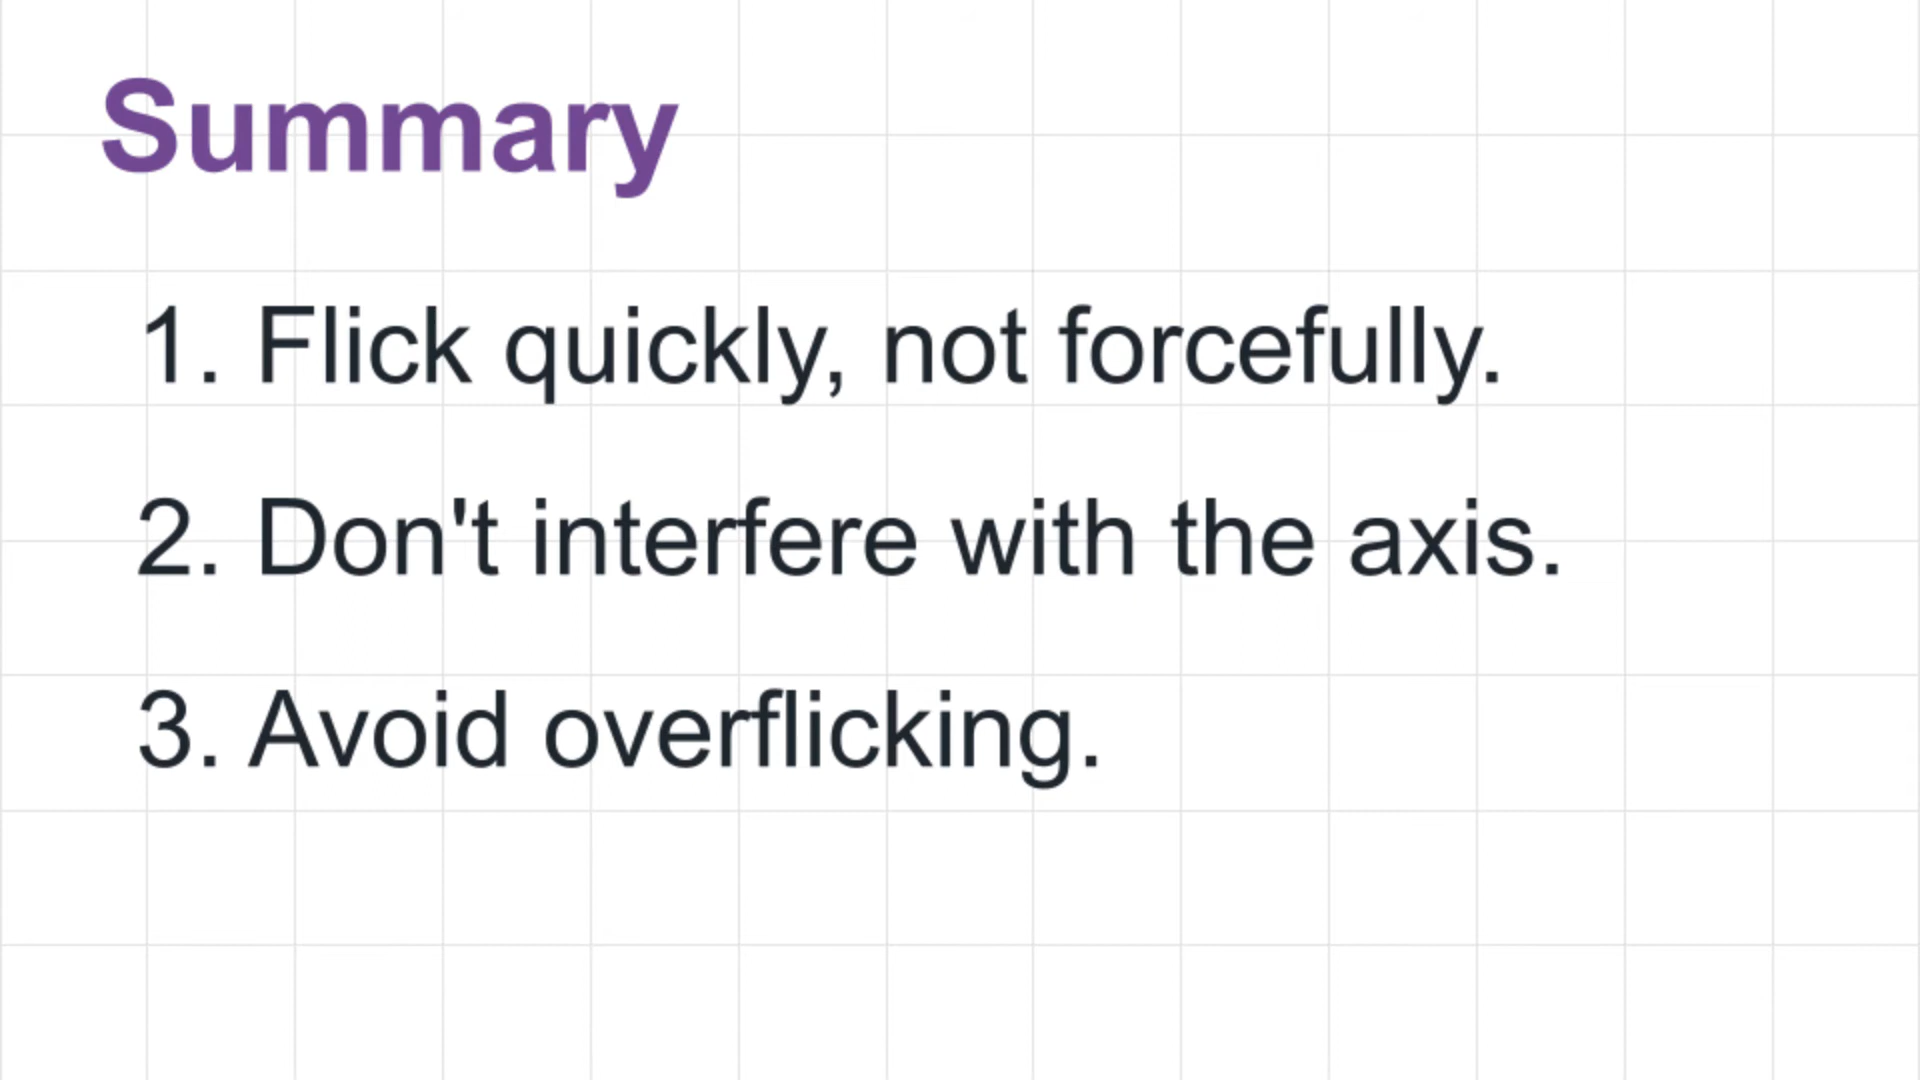 Summary
1. Flick quickly, not forcefully.
2. Don't interfere with the axis.
3. Avoid overflicking.